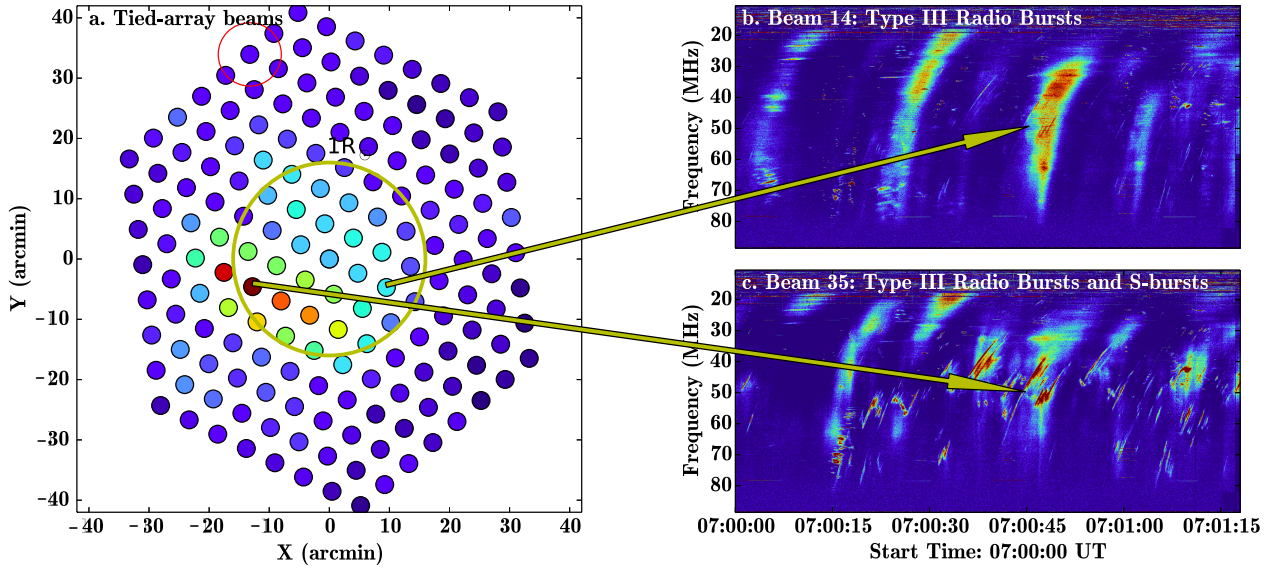 a. Tied-array beams
40
30
20
10
0
−10
−20
−30
−40
Y (arcmin)
1R⊙
−40 −30 −20 −10 0 10 20 30 40
X (arcmin)
b. Beam 14: Type III Radio Bursts
20
30
40
50
60
70
80
Frequency (MHz)
c. Beam 35: Type III Radio Bursts and S-bursts
20
30
40
50
60
70
80
Frequency (MHz)
07:00:00 07:00:15 07:00:30 07:00:45 07:01:00 07:01:15
Start Time: 07:00:00 UT